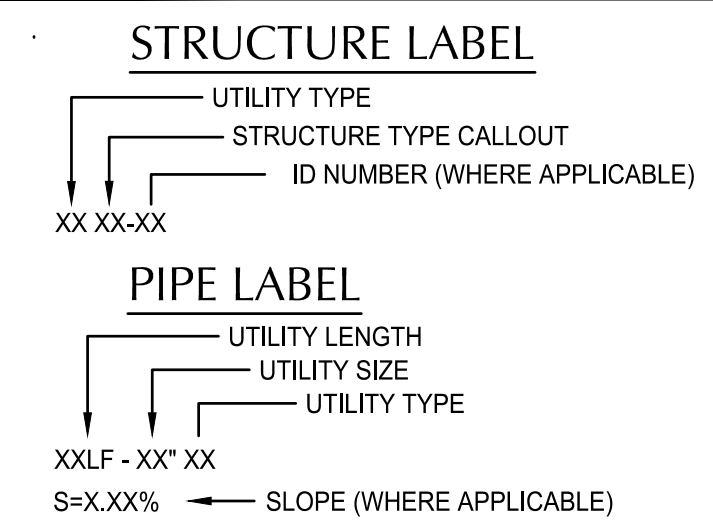 STRUCTURE LABEL
UTILITY TYPE
STRUCTURE TYPE CALLOUT
ID NUMBER (WHERE APPLICABLE)
XX XX-XX
PIPE LABEL
UTILITY LENGTH
UTILITY SIZE
UTILITY TYPE
XXLF - XX" XX
S=X.XX% SLOPE (WHERE APPLICABLE)